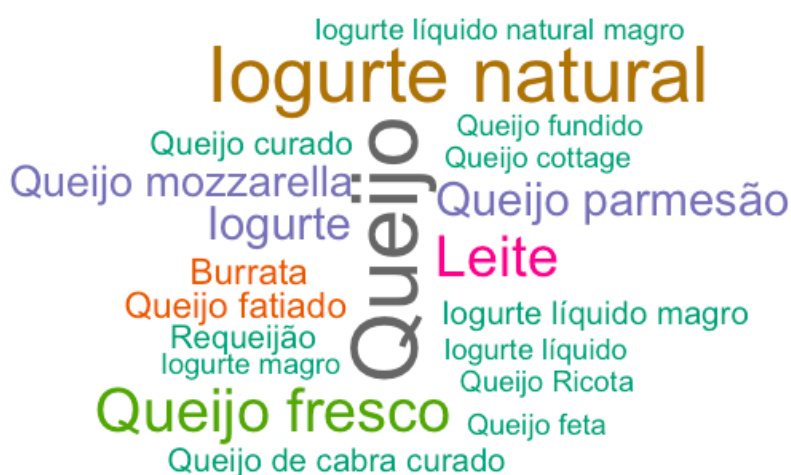 Iogurte líquido natural magro
Iogurte natural
Queijo
Queijo curado
Queijo fundido
Queijo cottage
Queijo mozzarella
Queijo parmesão
Iogurte
Leite
Burrata
Queijo fatiado
Iogurte líquido magro
Requeijão
Iogurte líquido
Iogurte magro
Queijo Ricota
Queijo fresco
Queijo feta
Queijo de cabra curado